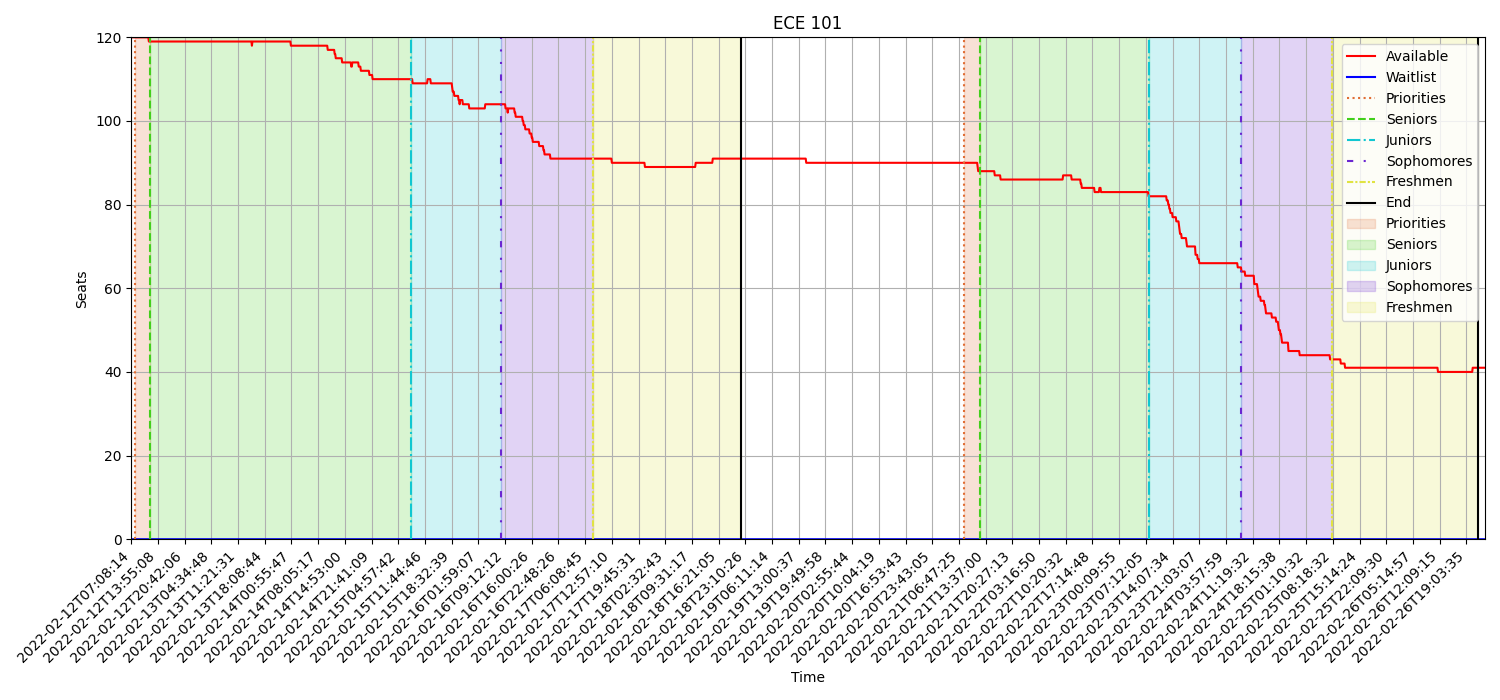 ECE 101
120
100
80
60
40
20
0
Seats
Available
Waitlist
Priorities
Seniors
Juniors
Sophomores
Freshmen
End
Priorities
Seniors
Juniors
Sophomores
Freshmen
2022-02-12T07:08:14
2022-02-12T13:55:08
2022-02-12T20:42:06
2022-02-13T04:34:48
2022-02-13T11:21:31
2022-02-13T18:08:44
2022-02-14T00:55:47
2022-02-14T08:05:17
2022-02-14T14:53:00
2022-02-14T21:41:09
2022-02-15T04:57:42
2022-02-15T11:44:46
2022-02-15T18:32:39
2022-02-16T01:59:07
2022-02-16T09:12:12
2022-02-16T16:00:26
2022-02-16T22:48:26
2022-02-17T06:08:45
2022-02-17T12:57:10
2022-02-17T19:45:31
2022-02-18T02:32:43
2022-02-18T09:31:17
2022-02-18T16:21:05
2022-02-18T23:10:26
2022-02-19T06:11:14
2022-02-19T13:00:37
2022-02-19T19:49:58
2022-02-20T02:55:44
2022-02-20T10:04:19
2022-02-20T16:53:43
2022-02-20T23:43:05
2022-02-21T06:47:25
2022-02-21T13:37:00
2022-02-21T20:27:13
2022-02-22T03:16:50
2022-02-22T10:20:32
2022-02-22T17:14:48
2022-02-23T00:09:55
2022-02-23T07:12:05
2022-02-23T14:07:34
2022-02-23T21:03:07
2022-02-24T03:57:59
2022-02-24T11:19:32
2022-02-24T18:15:38
2022-02-25T01:10:32
2022-02-25T08:18:32
2022-02-25T15:14:24
2022-02-25T22:09:30
2022-02-26T05:14:57
2022-02-26T12:09:15
2022-02-26T19:03:35
Time